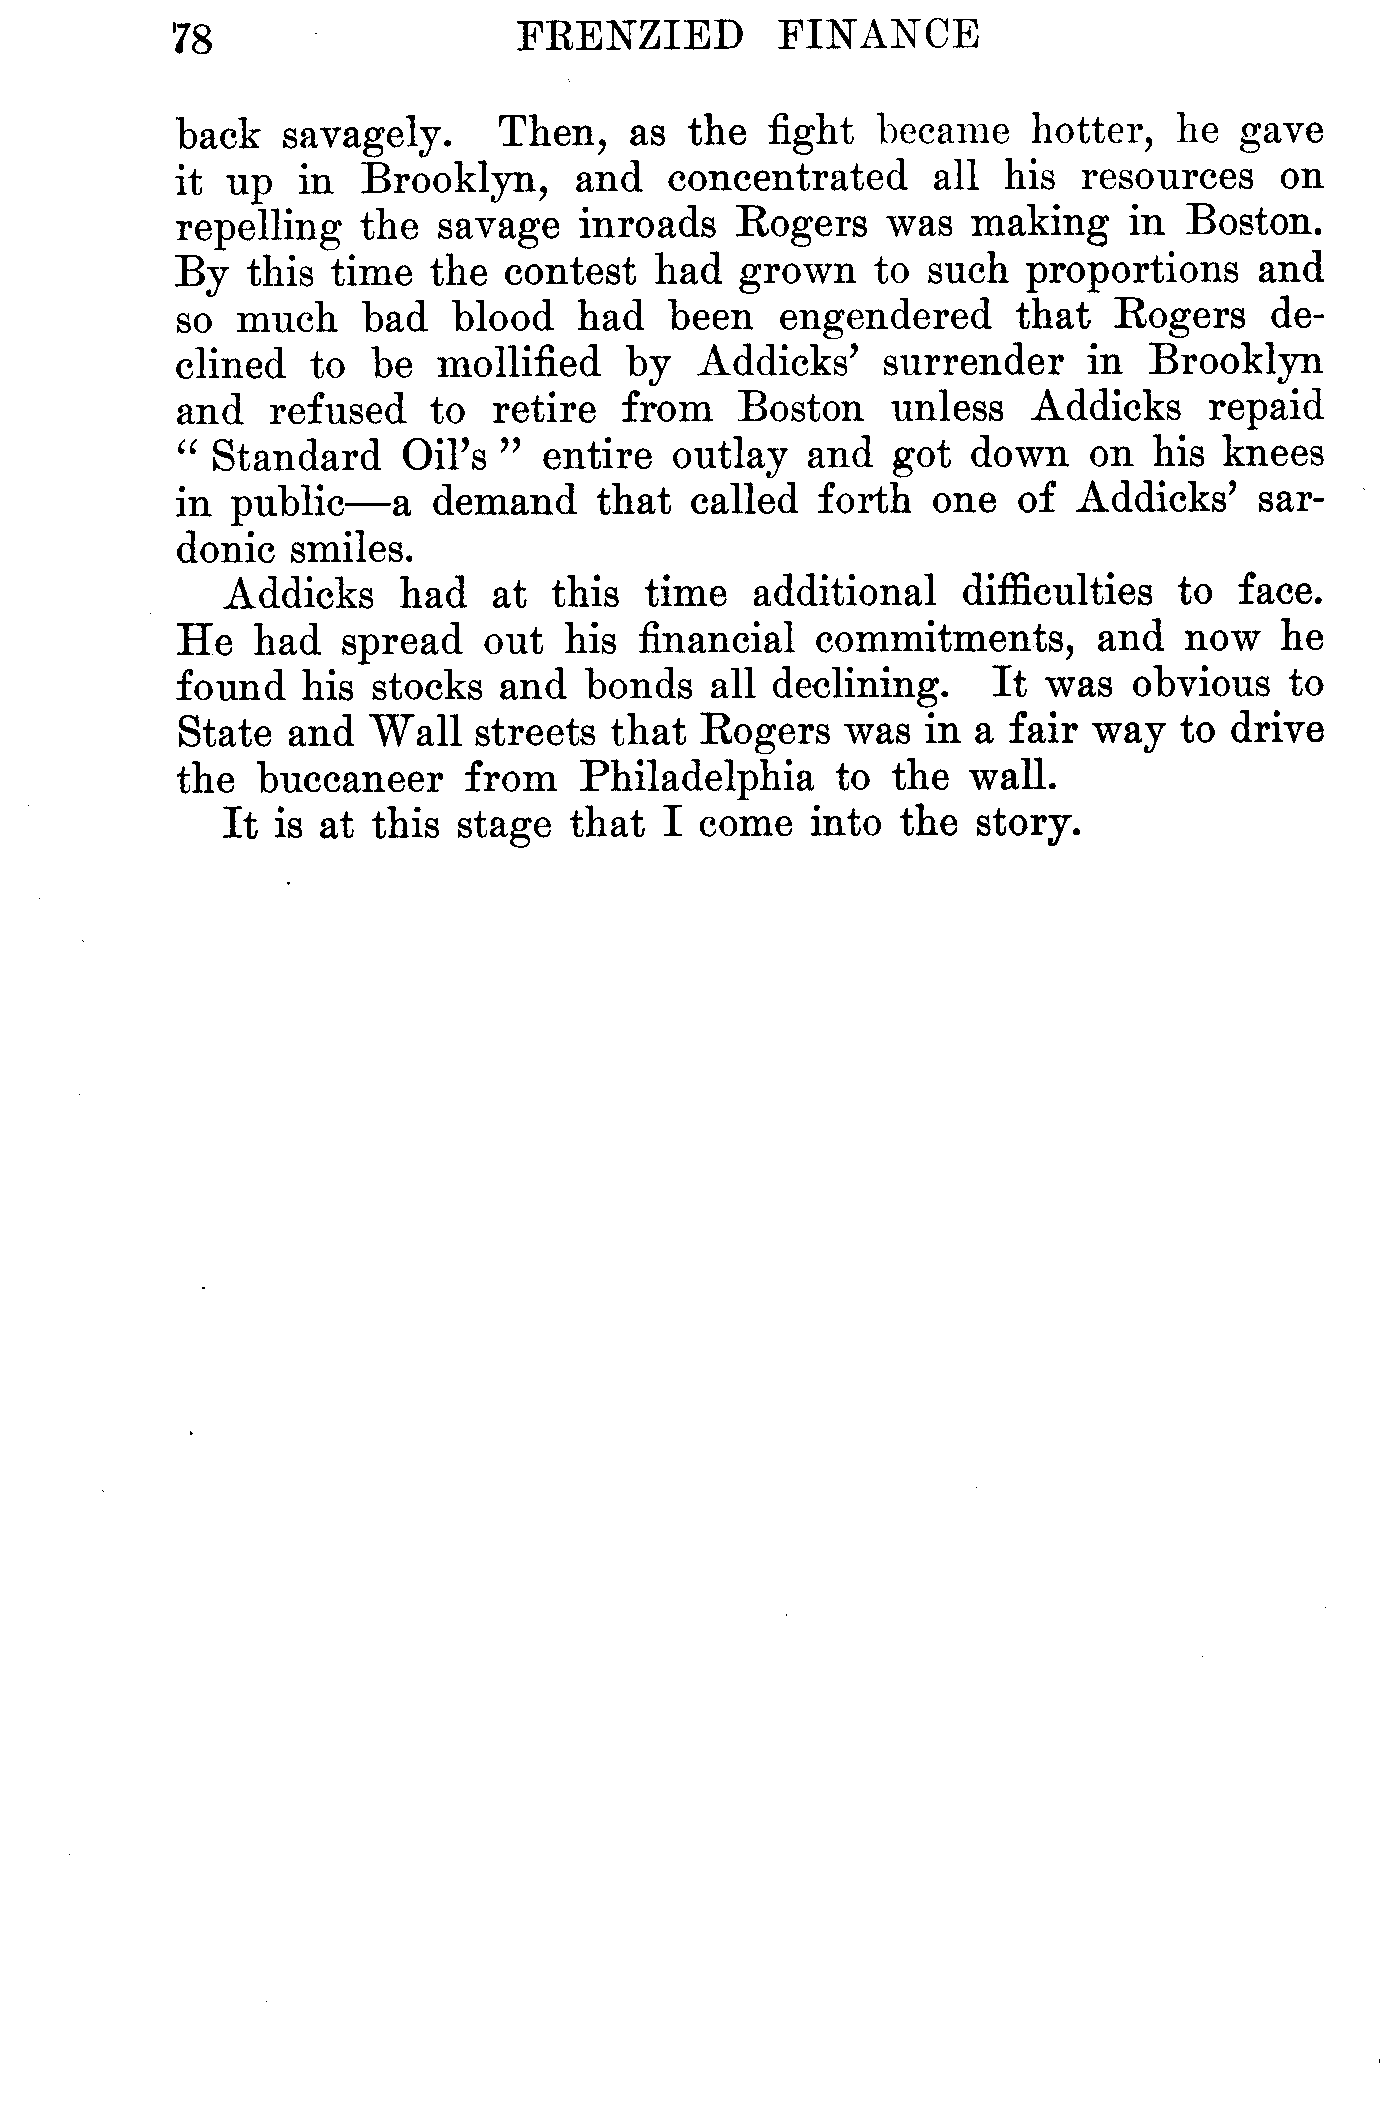 78 FRENZIED FINANCE
back savagely. Then, as the fight became hotter, he gave
it up in Brooklyn, and concentrated all his resources on
repelling the savage inroads Rogers was making in Boston.
By this time the contest had grown to such proportions and
so much bad blood had been engendered that Rogers de-
clined to be mollified by Addicks’ surrender in Brooklyn
and refused to retire from Boston unless Addicks repaid
“ Standard Oil’s ” entire outlay and got down on his knees
in public—a demand that called forth one of Addicks’ sar-
donic smiles.
Addicks had at this time additional difficulties to face.
He had spread out his financial commitments, and now he
found his stocks and bonds all declining. It was obvious to
State and Wall streets that Rogers was in a fair way to drive
the buccaneer from Philadelphia to the wall.
It is at this stage that I come into the story.